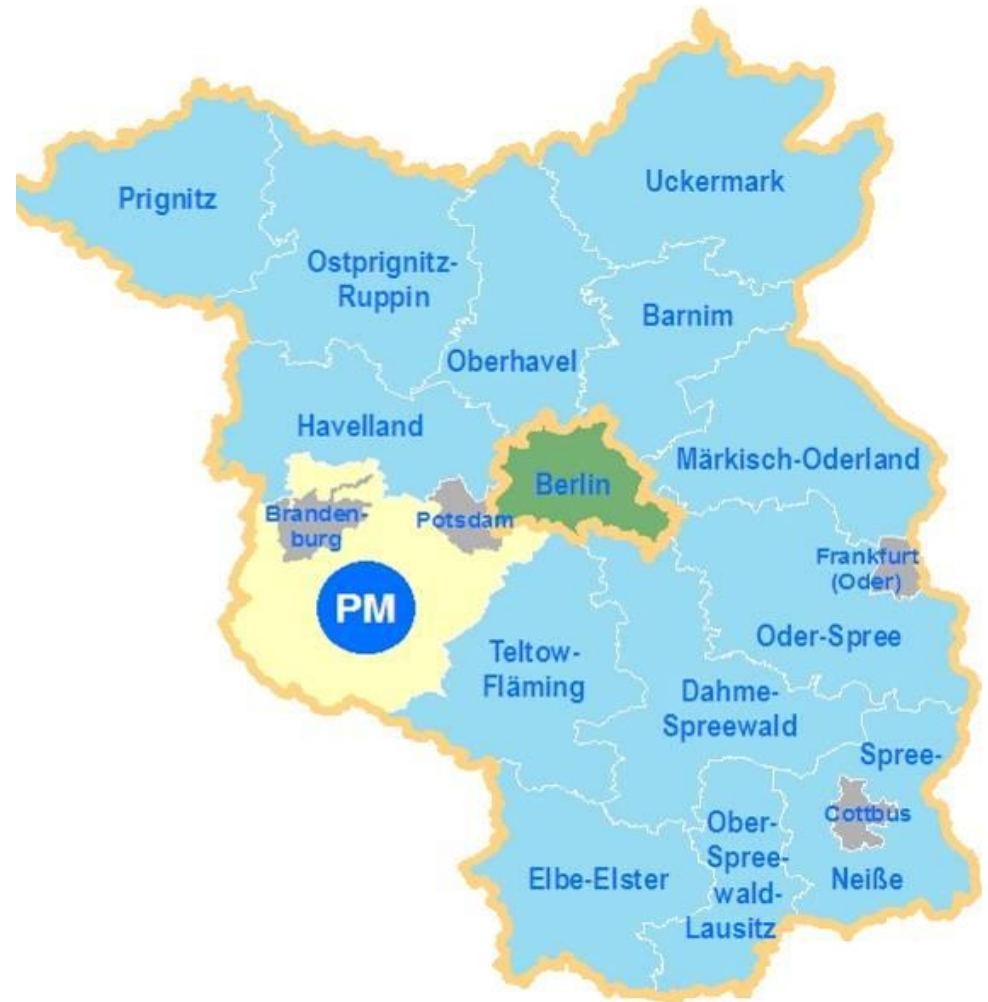 Uckermark
Prignitz
Ostprignitz-
Ruppin
Barnim
Oberhavel
Havelland
Märkisch-Oderland
Berlin
Branden-
burg
Potsdam
Frankfurt
(Oder)
PM
Oder-Spree
Teltow-
Fläming
Dahme-
Spreewald
Spree-
Neiße
Cottbus
Ober-
Spree-
wald-
Lausitz
Elbe-Elster